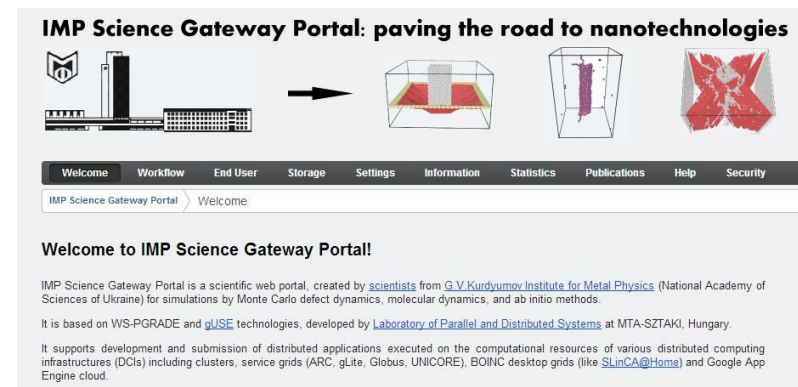 IMP Science Gateway Portal: paving the road to nanotechnologies
Welcome Workflow End User Storage Settings Information Statistics Publications Help Security
IMP Science Gateway Portal Welcome
Welcome to IMP Science Gateway Portal!
IMP Science Gateway Portal is a scientific web portal, created by scientists from G.V.Kurdyumov Institute for Metal Physics (National Academy of
Sciences of Ukraine) for simulations by Monte Carlo defect dynamics, molecular dynamics, and ab initio methods.
It is based on WS-PGRADE and gUSE technologies, developed by Laboratory of Parallel and Distributed Systems at MTA-SZTAKI, Hungary.
It supports development and submission of distributed applications executed on the computational resources of various distributed computing
infrastructures (DCIs) including clusters, service grids (ARC, gLite, Globus, UNICORE), BOINC desktop grids (like SLinCA@Home) and Google App
Engine cloud.